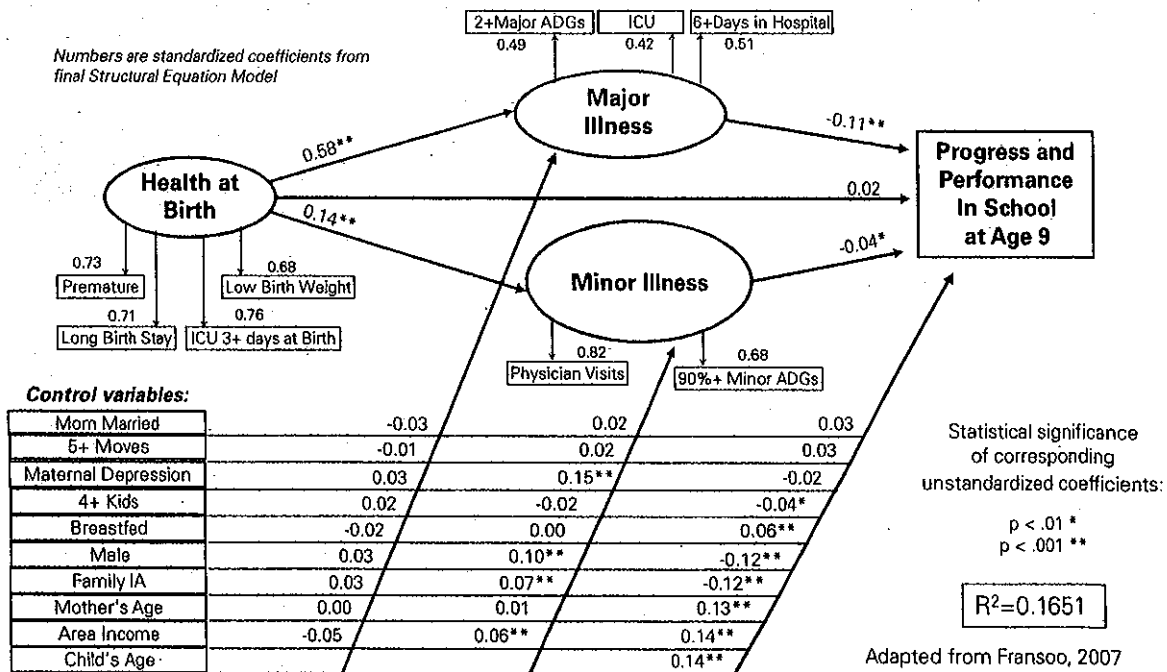 2+Major ADGs
0.49
ICU
0.42
6+Days in Hospital
0.51
Numbers are standardized coefficients from
final Structural Equation Model
Major
Illness
0.58**
-0.11**
Health at
Birth
0.02
Progress and
Performance
In School
at Age 9
0.14**
-0.04*
Minor Illness
0.73
Premature
0.68
Low Birth Weight
0.71
Long Birth Stay
0.76
ICU 3+ days at Birth
0.82
Physician Visits
0.68
90%+ Minor ADGs
Control variables:
Mom Married -0.03 0.02 0.03
5+ Moves -0.01 0.02 0.03
Maternal Depression 0.03 0.15** -0.02
4+ Kids 0.02 -0.02 -0.04*
Breastfed -0.02 0.00 0.06**
Male 0.03 0.10** -0.12**
Family IA 0.03 0.07** -0.12**
Mother's Age 0.00 0.01 0.13**
Area Income -0.05 0.06** 0.14**
Child's Age 0.14**
Statistical significance
of corresponding
unstandardized coefficients:
p < .01 *
p < .001 **
R²=0.1651
Adapted from Fransoo, 2007